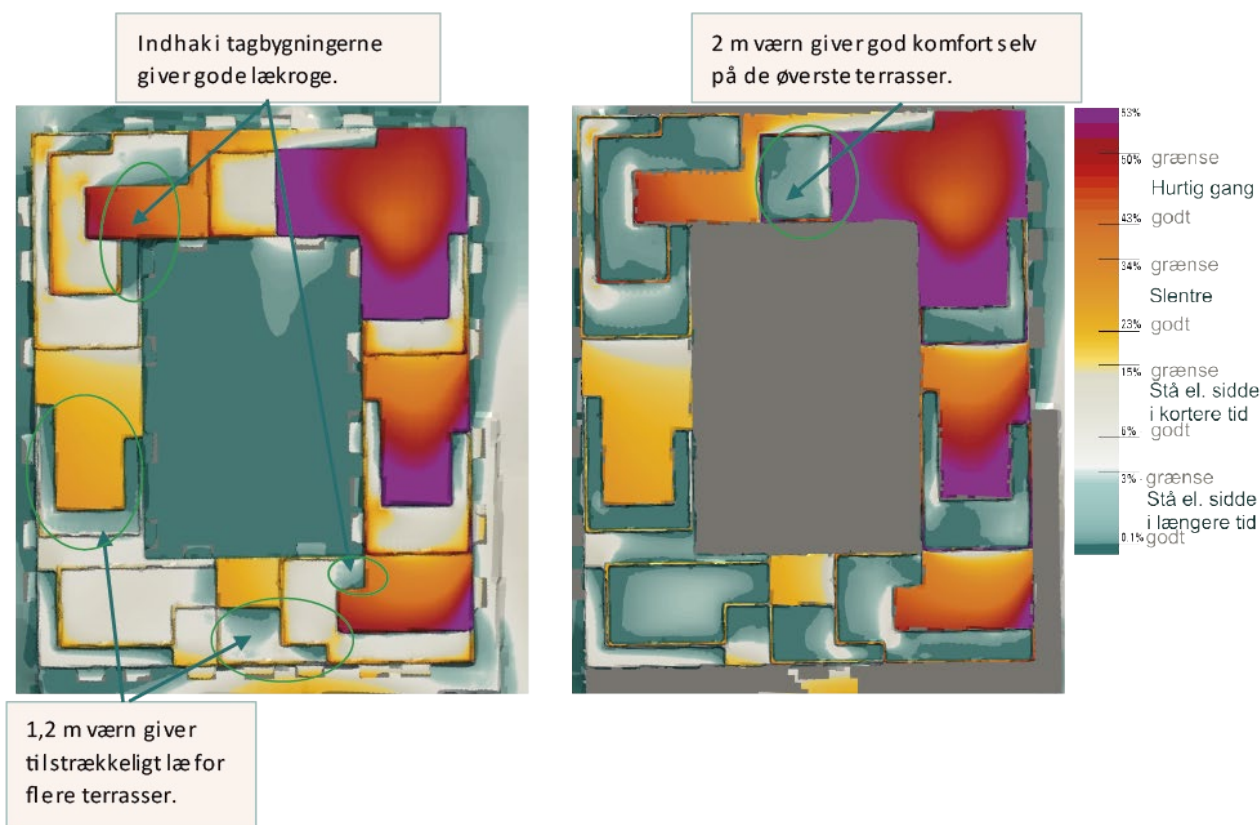 Indhak i tagbygningerne
giver gode lækroge.
2 m værn giver god komfort selv
på de øverste terrasser.
1,2 m værn giver
tilstrækkeligt læ for
flere terrasser.
53%
50% grænse
Hurtig gang
43% godt
34% grænse
Slentre
23% godt
15% grænse
Stå el. sidde
i kortere tid
6% godt
3% grænse
Stå el. sidde
i længere tid
0.1% godt